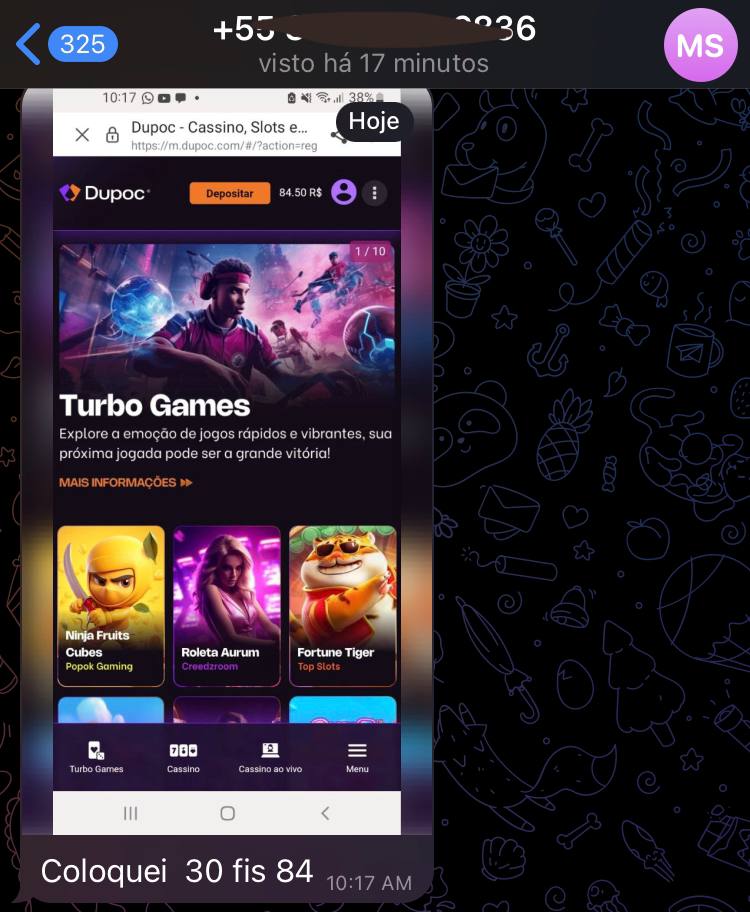 325
+55
836
visto há 17 minutos
MS
10:17
38%
Hoje
Dupoc - Cassino, Slots e...
https://m.dupoc.com/#/?action=reg
Dupoc
Depositar
84.50 R$
1 / 10
Turbo Games
Explore a emoção de jogos rápidos e vibrantes, sua
próxima jogada pode ser a grande vitória!
MAIS INFORMAÇÕES
Ninja Fruits
Cubes
Popok Gaming
Roleta Aurum
Creedzroom
Fortune Tiger
Top Slots
Turbo Games
Cassino
Cassino ao vivo
Menu
Coloquei 30 fis 84
10:17 AM